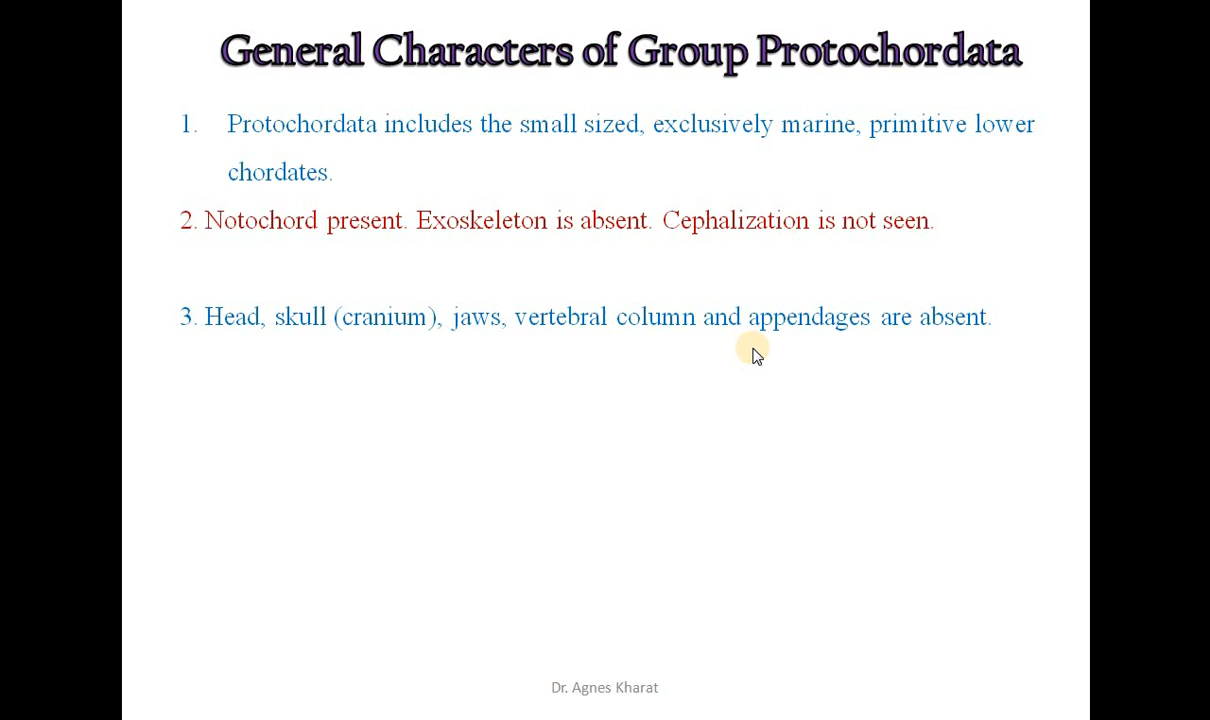 General Characters of Group Protochordata
1. Protochordata includes the small sized, exclusively marine, primitive lower
chordates.
2. Notochord present. Exoskeleton is absent. Cephalization is not seen.
3. Head, skull (cranium), jaws, vertebral column and appendages are absent.
Dr. Agnes Kharat